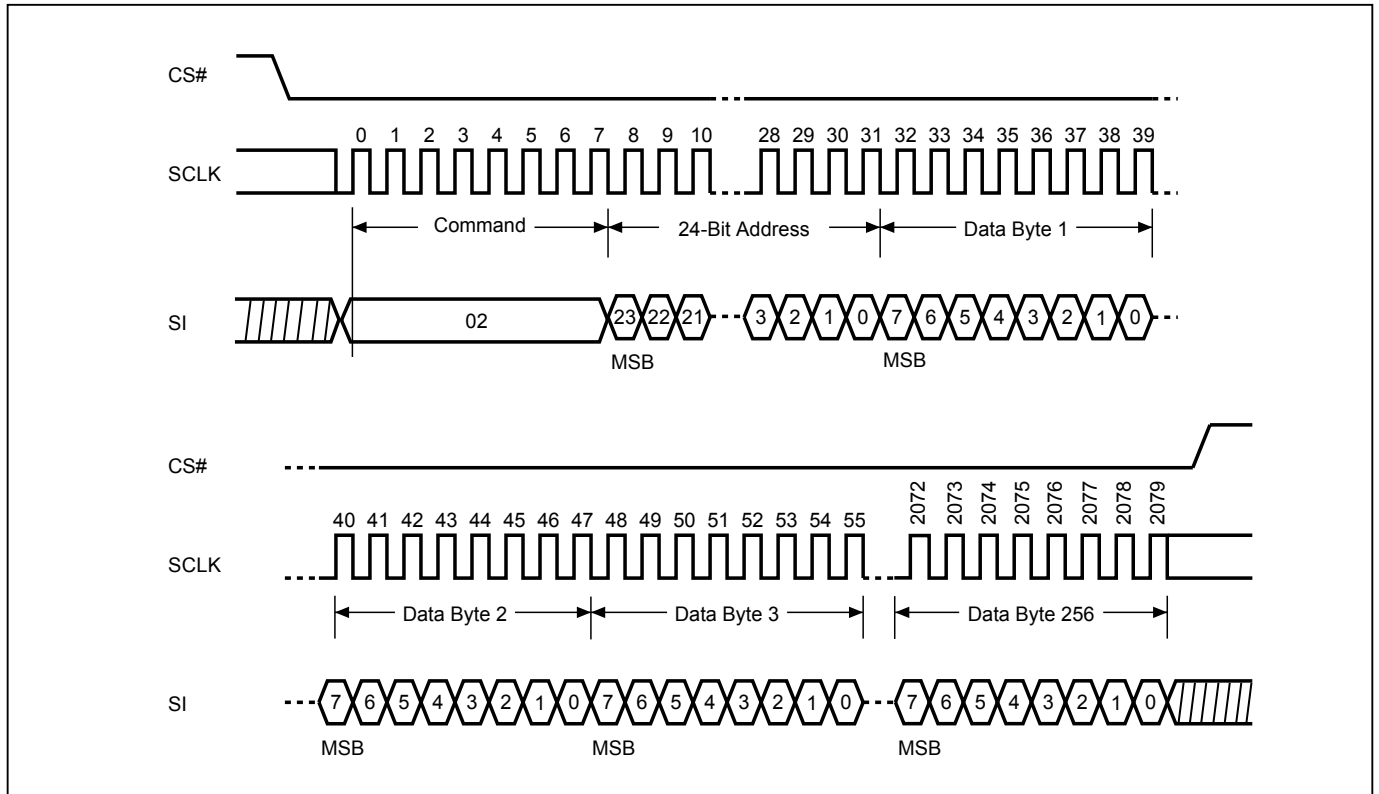 CS#
0 1 2 3 4 5 6 7 8 9 10 28 29 30 31 32 33 34 35 36 37 38 39
SCLK
Command 24-Bit Address Data Byte 1
SI 02 23 22 21 3 2 1 0 7 6 5 4 3 2 1 0
MSB MSB
CS#
40 41 42 43 44 45 46 47 48 49 50 51 52 53 54 55 2072 2073 2074 2075 2076 2077 2078 2079
SCLK
Data Byte 2 Data Byte 3 Data Byte 256
SI 7 6 5 4 3 2 1 0 7 6 5 4 3 2 1 0 7 6 5 4 3 2 1 0
MSB MSB MSB